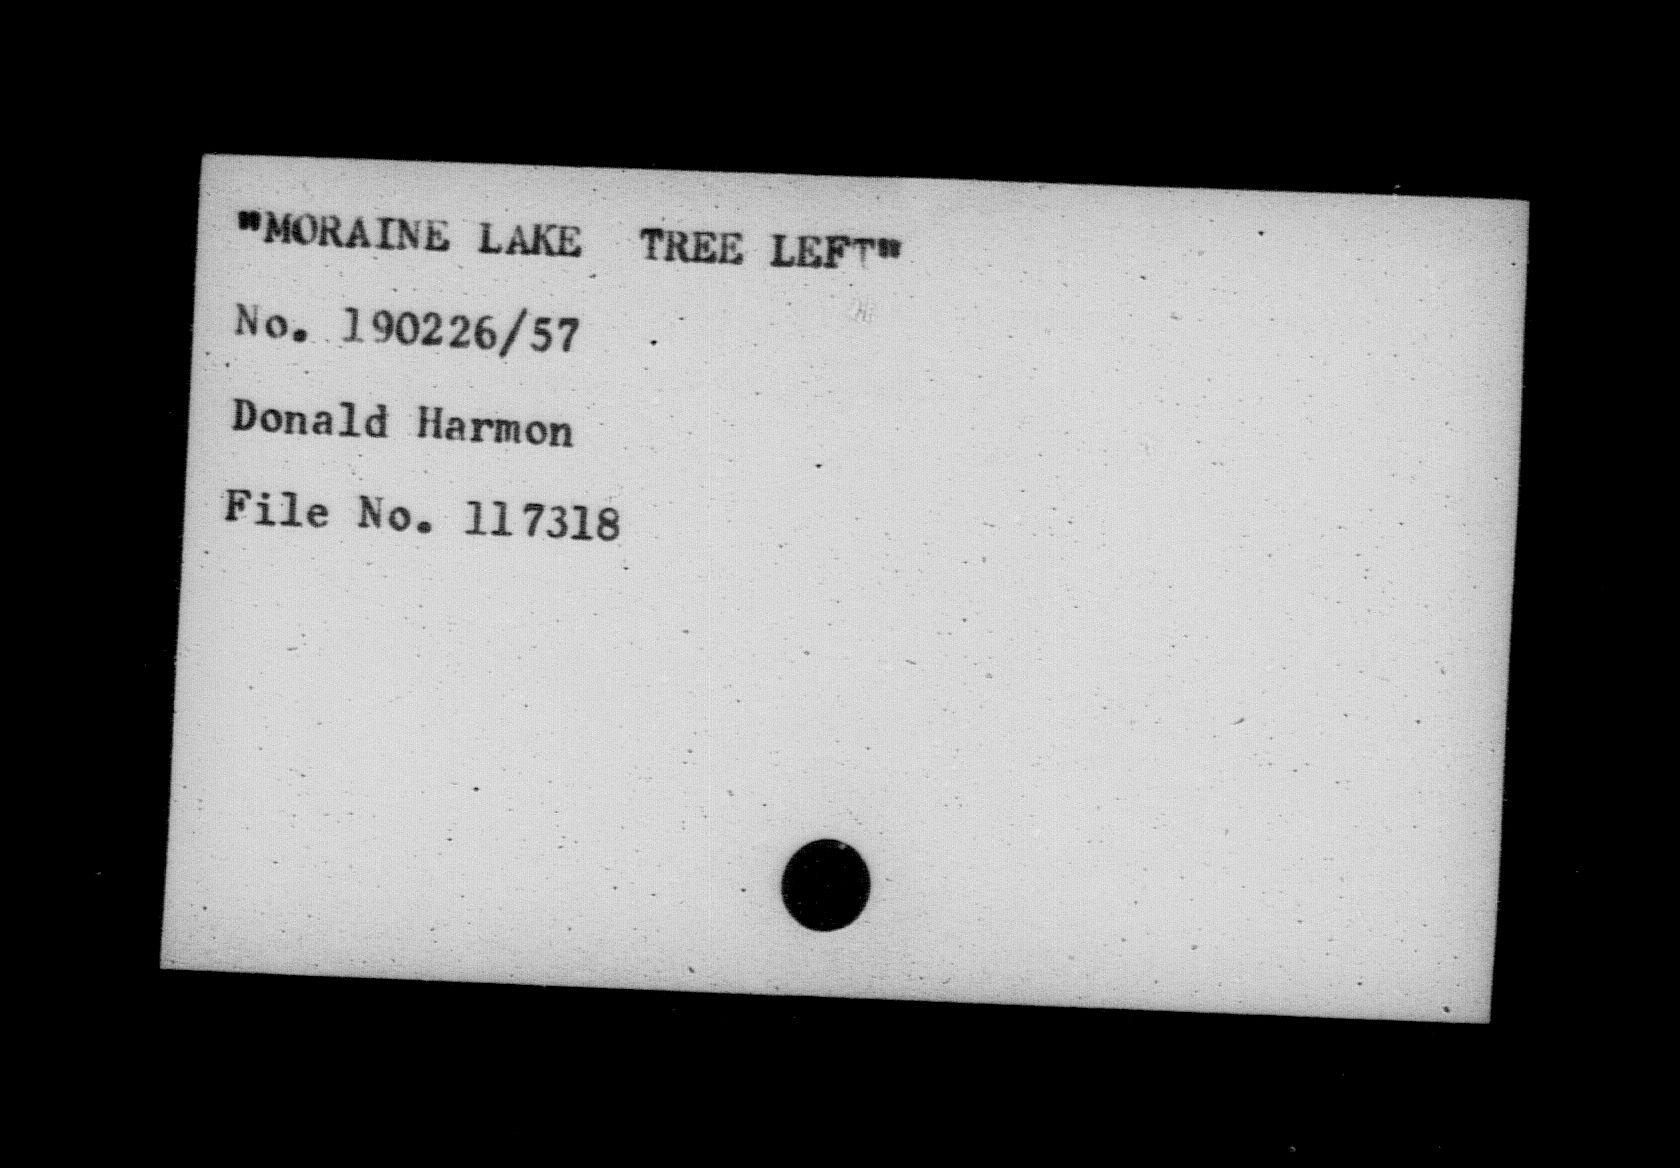 "MORAINE LAKE  TREE LEFT"
No. 190226/57
Donald Harmon
File No. 117318